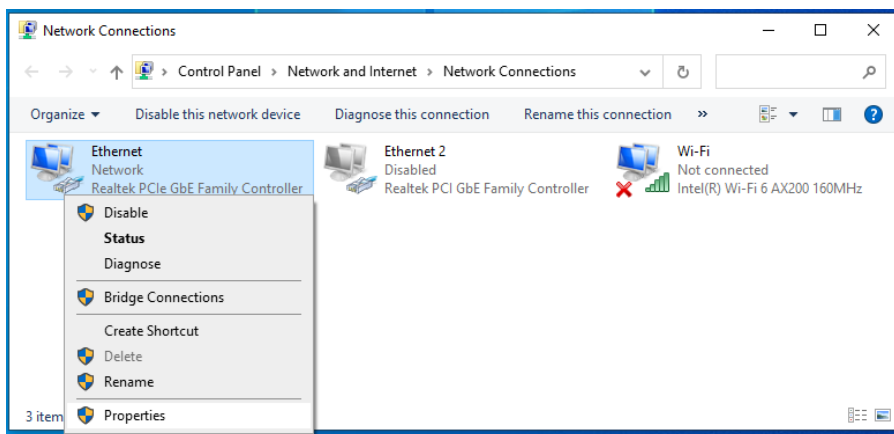 Network Connections
Control Panel > Network and Internet > Network Connections
Organize Disable this network device Diagnose this connection Rename this connection »
Ethernet
Network
Realtek PCIe GbE Family Controller
Ethernet 2
Disabled
Realtek PCI GbE Family Controller
Wi-Fi
Not connected
Intel(R) Wi-Fi 6 AX200 160MHz
Disable
Status
Diagnose
Bridge Connections
Create Shortcut
Delete
Rename
Properties
3 item